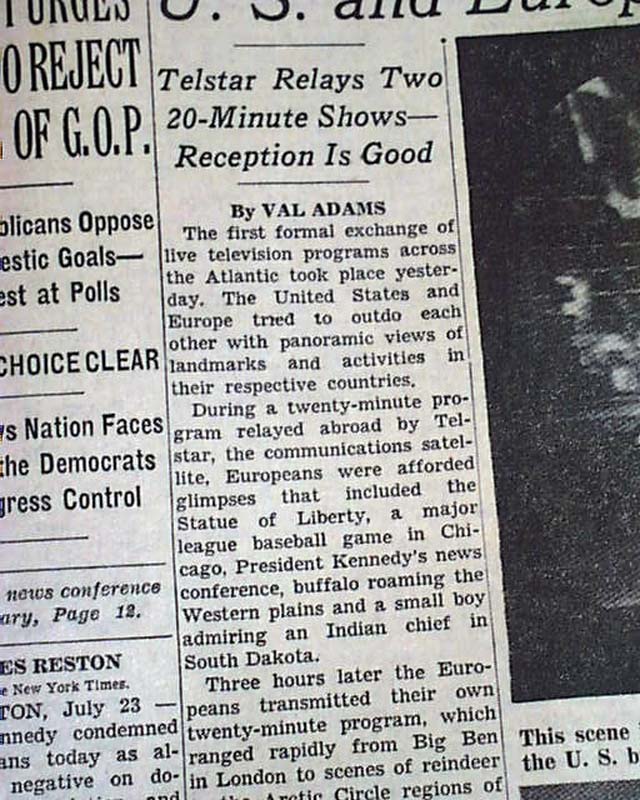 U. S. and
O REJECT
OF G.O.P.
blicans Oppose
estic Goals—
est at Polls
CHOICE CLEAR
s Nation Faces
the Democrats
gress Control
news conference
ary, Page 12.
ES RESTON
e New York Times.
TON, July 23 —
nnedy condemned
ans today as al-
negative on do-
and
Telstar Relays Two
20-Minute Shows—
Reception Is Good
By VAL ADAMS
The first formal exchange of
live television programs across
the Atlantic took place yester-
day. The United States and
Europe tried to outdo each
other with panoramic views of
landmarks and activities in
their respective countries.
During a twenty-minute pro-
gram relayed abroad by Tel-
star, the communications satel-
lite, Europeans were afforded
glimpses that included the
Statue of Liberty, a major
league baseball game in Chi-
cago, President Kennedy's news
conference, buffalo roaming the
Western plains and a small boy
admiring an Indian chief in
South Dakota.
Three hours later the Euro-
peans transmitted their own
twenty-minute program, which
ranged rapidly from Big Ben
in London to scenes of reindeer
the Arctic Circle regions of
This scene
the U. S. b